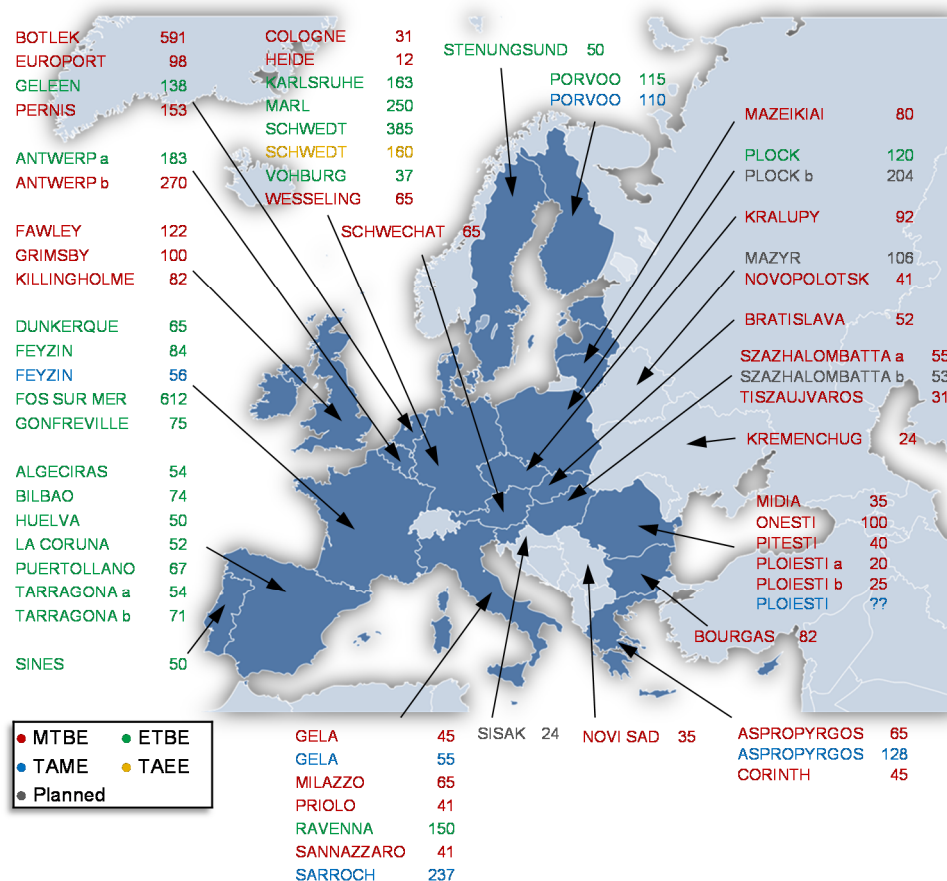 BOTLEK 591
EUROPORT 98
GELEEN 138
PERNIS 153
ANTWERP a 183
ANTWERP b 270
FAWLEY 122
GRIMSBY 100
KILLINGHOLME 82
DUNKERQUE 65
FEYZIN 84
FEYZIN 56
FOS SUR MER 612
GONFREVILLE 75
ALGECIRAS 54
BILBAO 74
HUELVA 50
LA CORUNA 52
PUERTOLLANO 67
TARRAGONA a 54
TARRAGONA b 71
SINES 50
COLOGNE 31
HEIDE 12
KARLSRUHE 163
MARL 250
SCHWEDT 385
SCHWEDT 160
VOHBURG 37
WESSELING 65
SCHWECHAT 65
STENUNGSUND 50
PORVOO 115
PORVOO 110
MAZEIKIAI 80
PLOCK 120
PLOCK b 204
KRALUPY 92
MAZYR 106
NOVOPOLOTSK 41
BRATISLAVA 52
SZAZHALOMBATTA a 55
SZAZHALOMBATTA b 53
TISZAUJVAROS 31
KREMENCHUG 24
MIDIA 35
ONESTI 100
PITESTI 40
PLOIESTI a 20
PLOIESTI b 25
PLOIESTI ??
BOURGAS 82
MTBE ETBE
TAME TAEE
Planned
GELA 45
GELA 55
MILAZZO 65
PRIOLO 41
RAVENNA 150
SANNAZZARO 41
SARROCH 237
SISAK 24
NOVI SAD 35
ASPROPYRGOS 65
ASPROPYRGOS 128
CORINTH 45